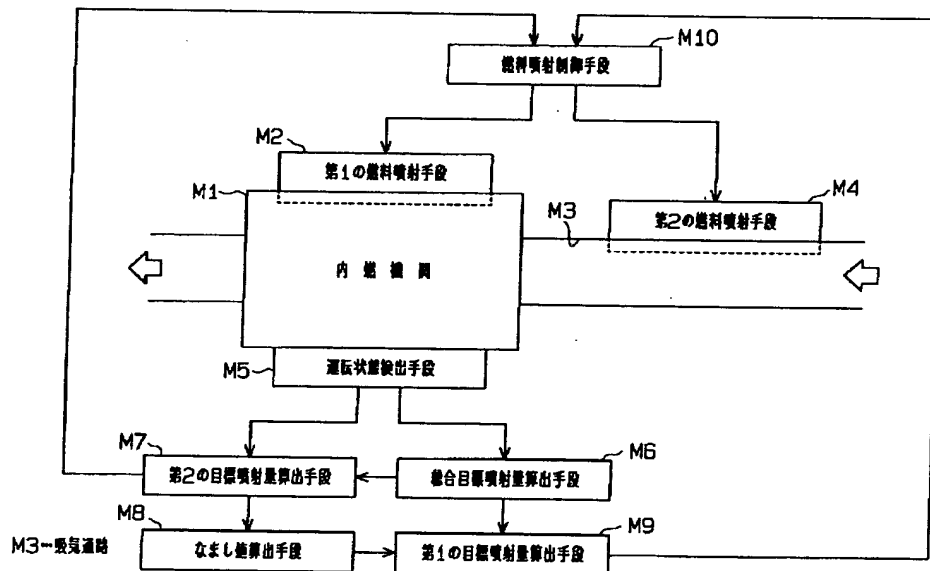 M10
燃料噴射制御手段
M2
第1の燃料噴射手段
M1
M4
第2の燃料噴射手段
M3
内燃機関
M5
運転状態検出手段
M7
第2の目標噴射量算出手段
M6
総合目標噴射量算出手段
M8
なまし値算出手段
M9
第1の目標噴射量算出手段
M3…吸気通路